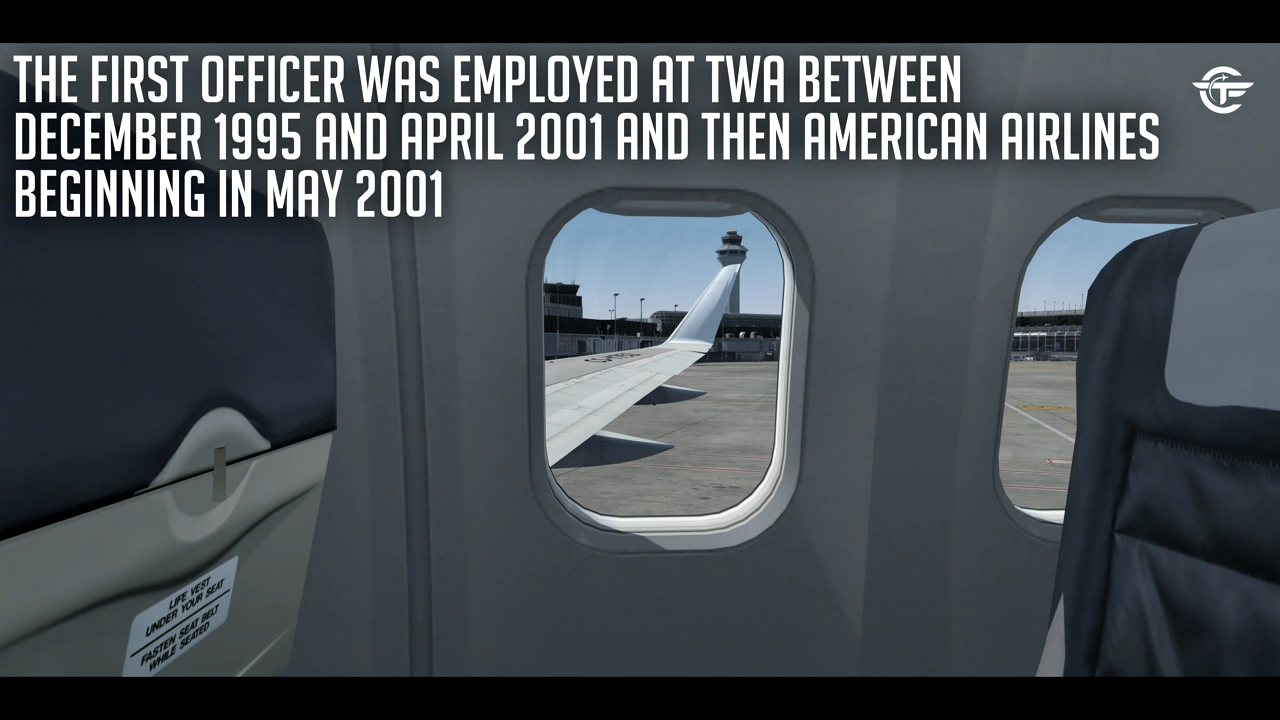 THE FIRST OFFICER WAS EMPLOYED AT TWA BETWEEN
DECEMBER 1995 AND APRIL 2001 AND THEN AMERICAN AIRLINES
BEGINNING IN MAY 2001
LIFE VEST
UNDER YOUR SEAT
FASTEN SEAT BELT
WHILE SEATED